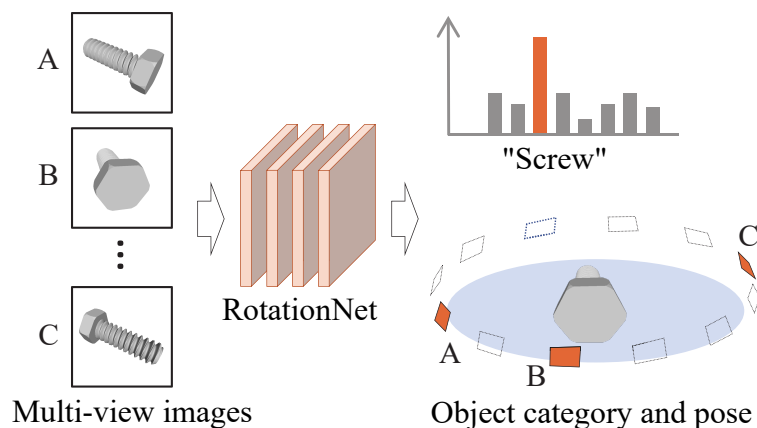 A
B
C
Multi-view images
RotationNet
"Screw"
A
B
C
Object category and pose